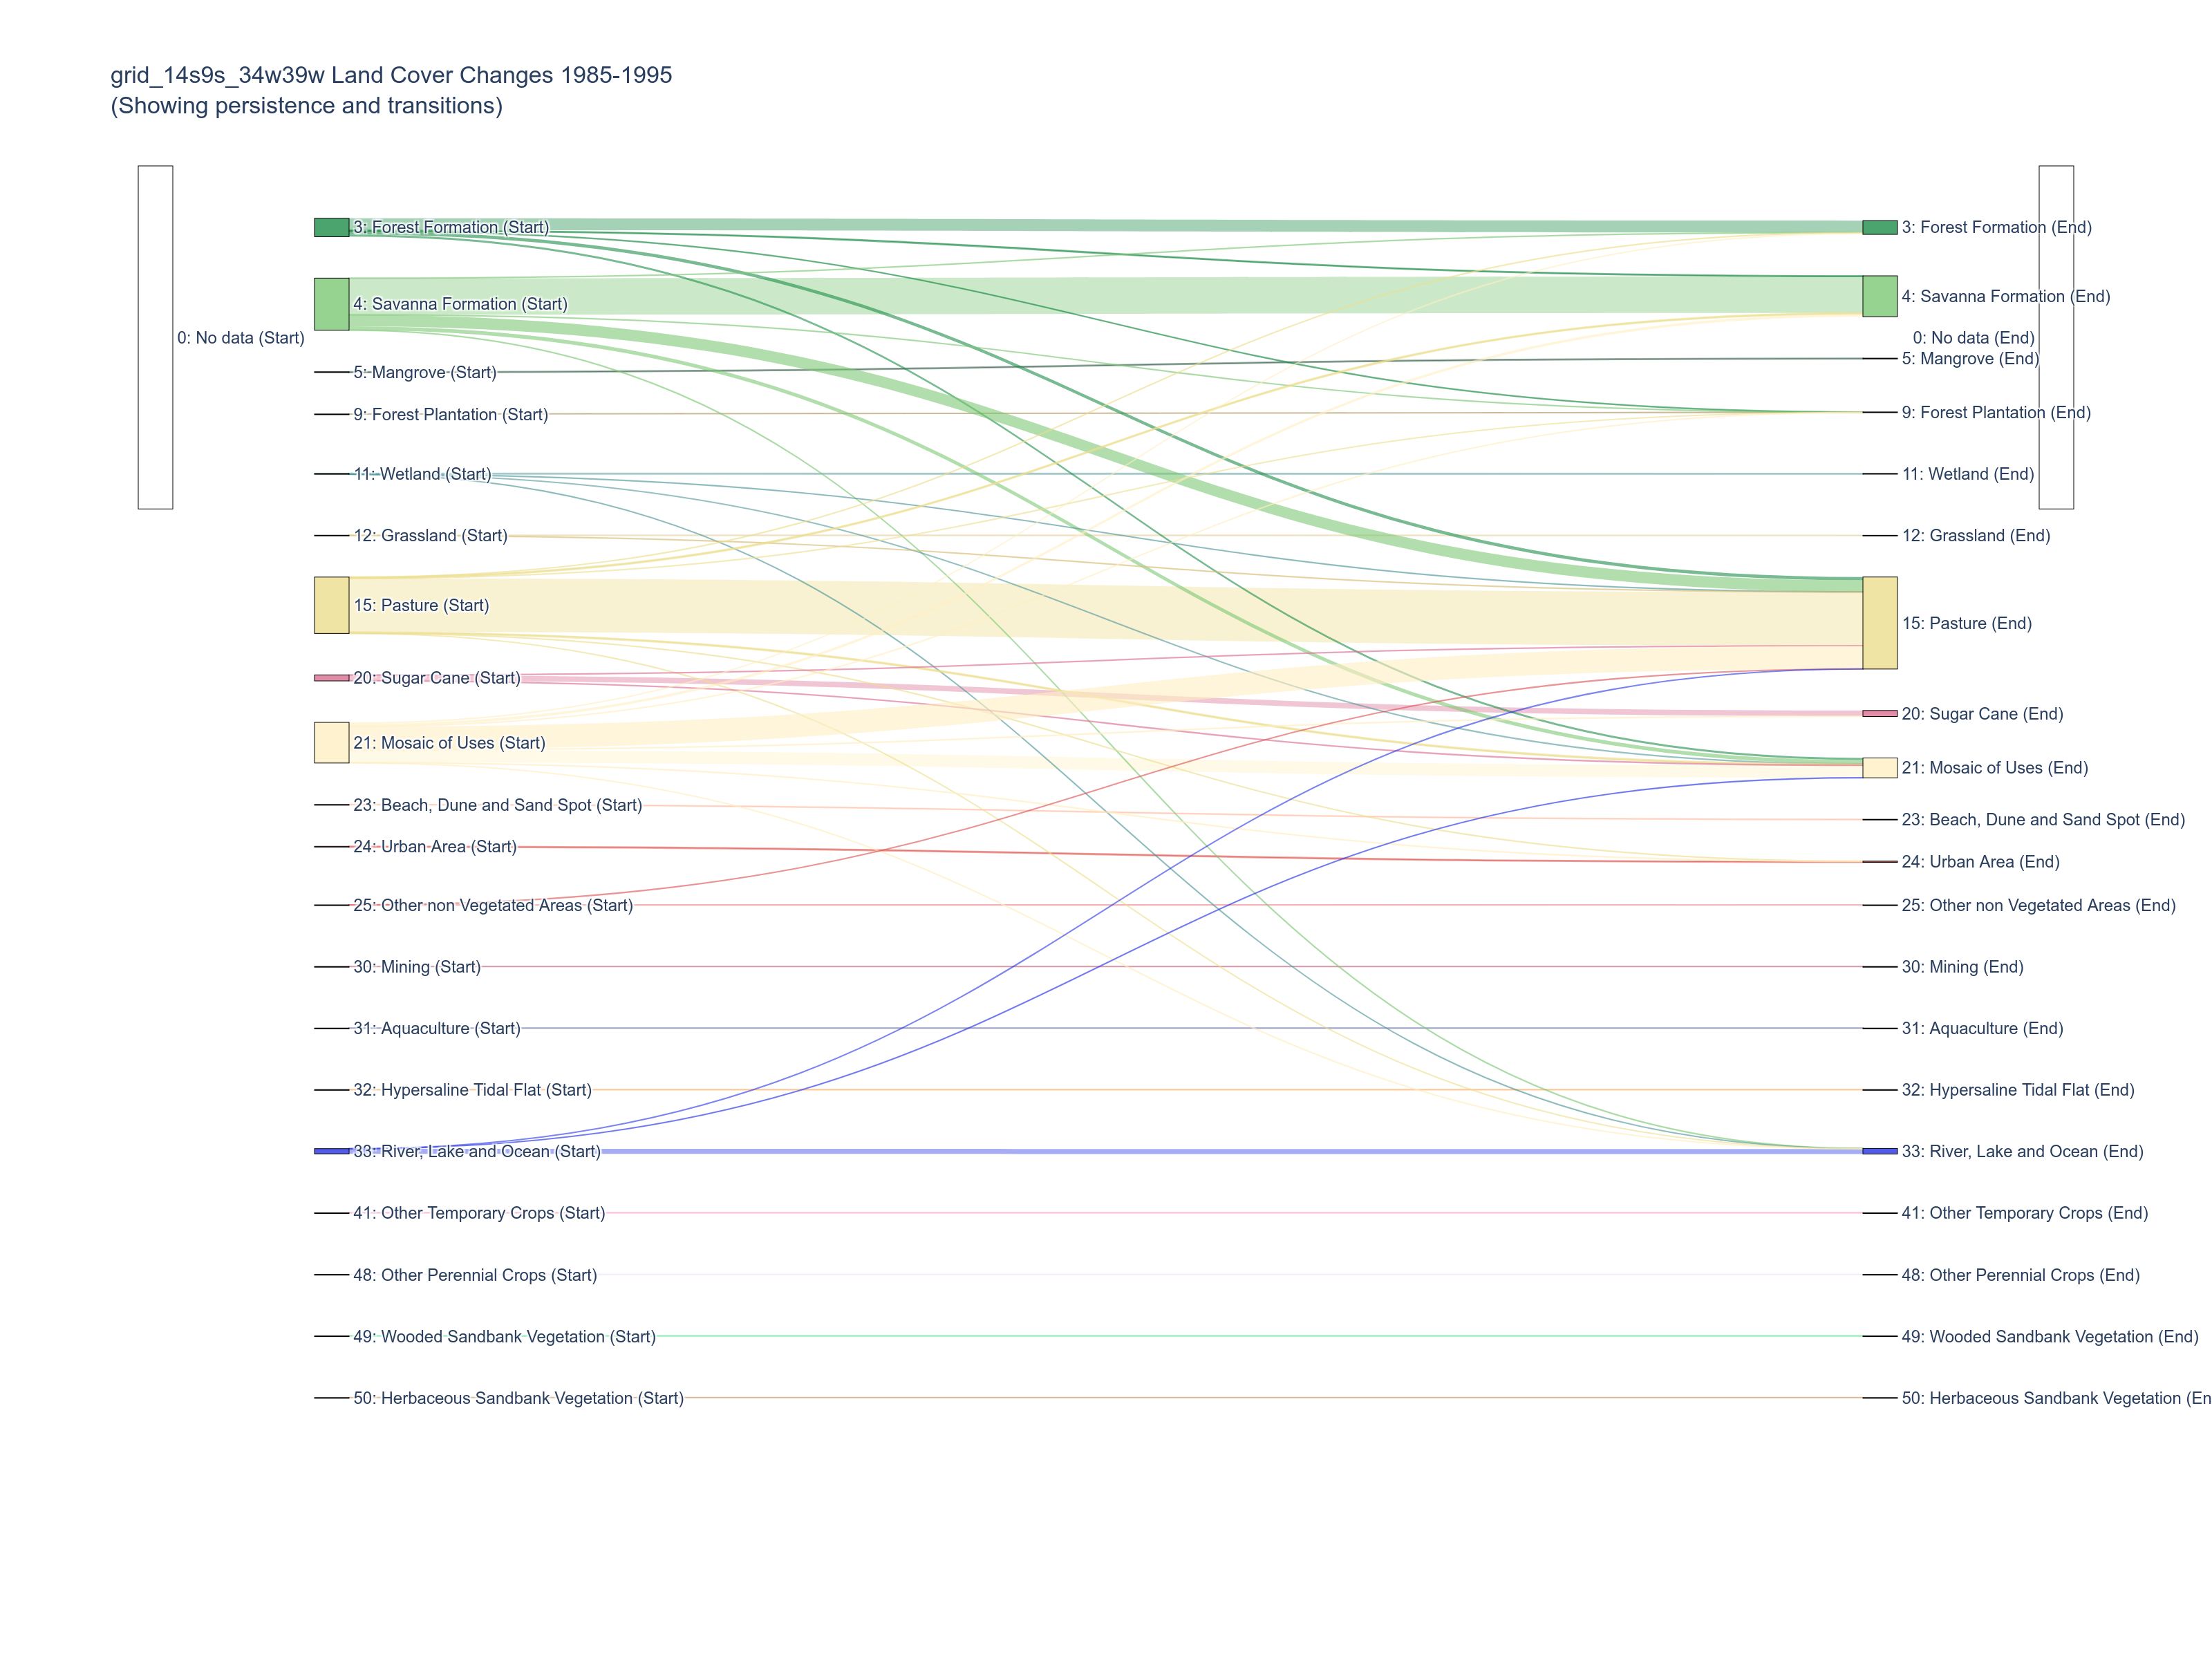 grid_14s9s_34w39w Land Cover Changes 1985-1995
(Showing persistence and transitions)
0: No data (Start)
3: Forest Formation (Start)
4: Savanna Formation (Start)
5: Mangrove (Start)
9: Forest Plantation (Start)
11: Wetland (Start)
12: Grassland (Start)
15: Pasture (Start)
20: Sugar Cane (Start)
21: Mosaic of Uses (Start)
23: Beach, Dune and Sand Spot (Start)
24: Urban Area (Start)
25: Other non Vegetated Areas (Start)
30: Mining (Start)
31: Aquaculture (Start)
32: Hypersaline Tidal Flat (Start)
33: River, Lake and Ocean (Start)
41: Other Temporary Crops (Start)
48: Other Perennial Crops (Start)
49: Wooded Sandbank Vegetation (Start)
50: Herbaceous Sandbank Vegetation (Start)
3: Forest Formation (End)
4: Savanna Formation (End)
0: No data (End)
5: Mangrove (End)
9: Forest Plantation (End)
11: Wetland (End)
12: Grassland (End)
15: Pasture (End)
20: Sugar Cane (End)
21: Mosaic of Uses (End)
23: Beach, Dune and Sand Spot (End)
24: Urban Area (End)
25: Other non Vegetated Areas (End)
30: Mining (End)
31: Aquaculture (End)
32: Hypersaline Tidal Flat (End)
33: River, Lake and Ocean (End)
41: Other Temporary Crops (End)
48: Other Perennial Crops (End)
49: Wooded Sandbank Vegetation (End)
50: Herbaceous Sandbank Vegetation (En